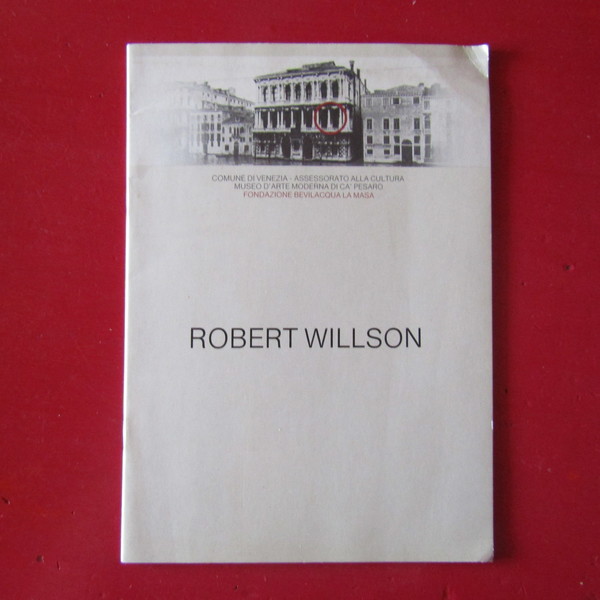 COMUNE DI VENEZIA - ASSESSORATO ALLA CULTURA
MUSEO D'ARTE MODERNA DI CA' PESARO
FONDAZIONE BEVILACQUA LA MASA
ROBERT WILLSON